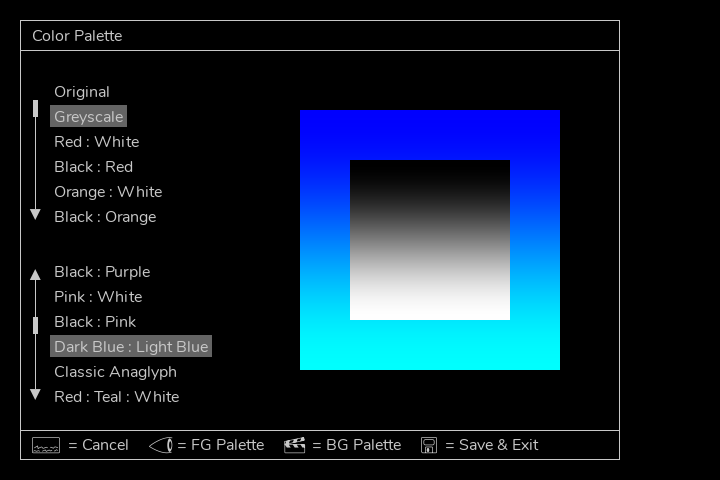 Color Palette
Original
Greyscale
Red : White
Black : Red
Orange : White
Black : Orange
Black : Purple
Pink : White
Black : Pink
Dark Blue : Light Blue
Classic Anaglyph
Red : Teal : White
= Cancel = FG Palette = BG Palette = Save & Exit